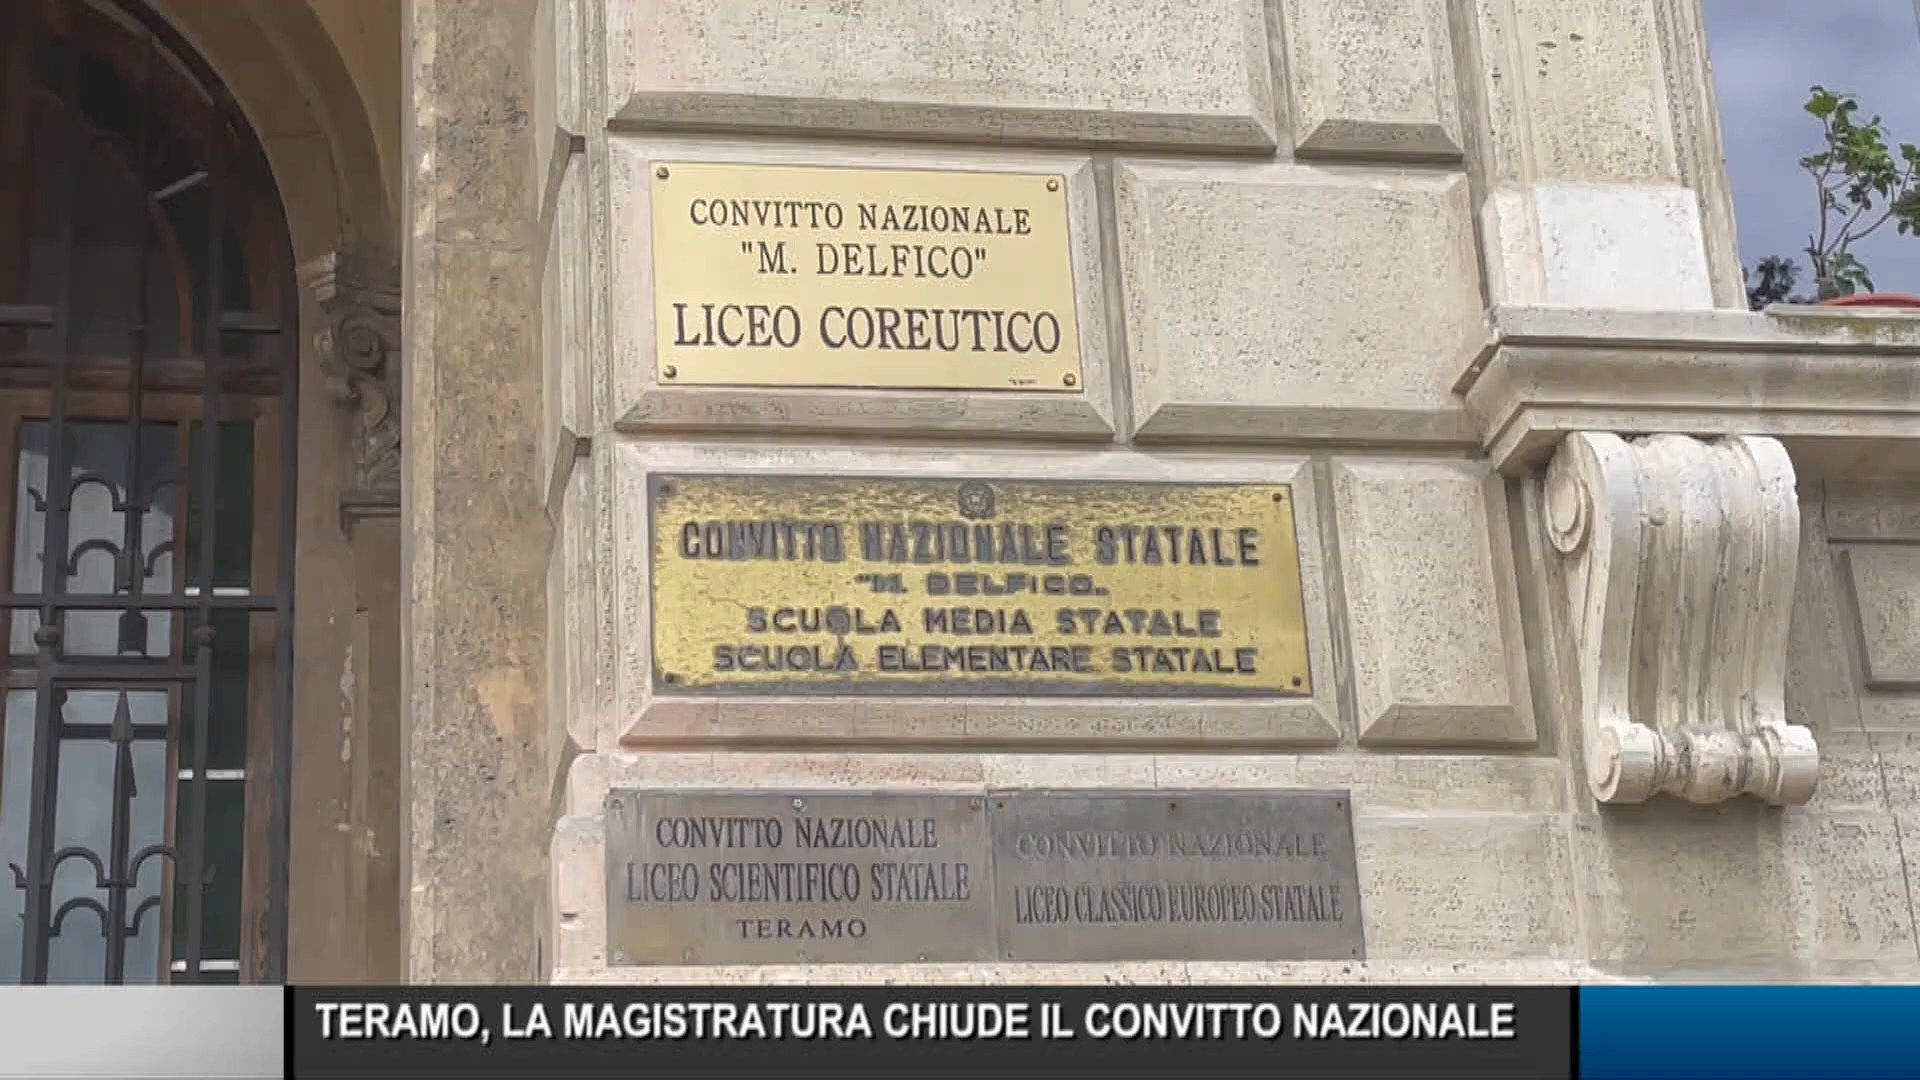 CONVITTO NAZIONALE
"M. DELFICO"
LICEO COREUTICO
CONVITTO NAZIONALE STATALE
"M. DELFICO"
SCUOLA MEDIA STATALE
SCUOLA ELEMENTARE STATALE
CONVITTO NAZIONALE
LICEO SCIENTIFICO STATALE
TERAMO
CONVITTO NAZIONALE
LICEO CLASSICO EUROPEO STATALE
TERAMO, LA MAGISTRATURA CHIUDE IL CONVITTO NAZIONALE